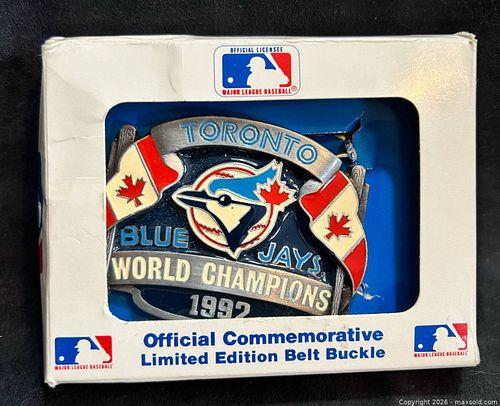 OFFICIAL LICENSEE
MAJOR LEAGUE BASEBALL®
TORONTO
BLUE
JAYS
WORLD CHAMPIONS
1992
Official Commemorative
Limited Edition Belt Buckle
MAJOR LEAGUE BASEBALL
MAJOR LEAGUE BASEBALL
Copyright 2026 - maxsold.com